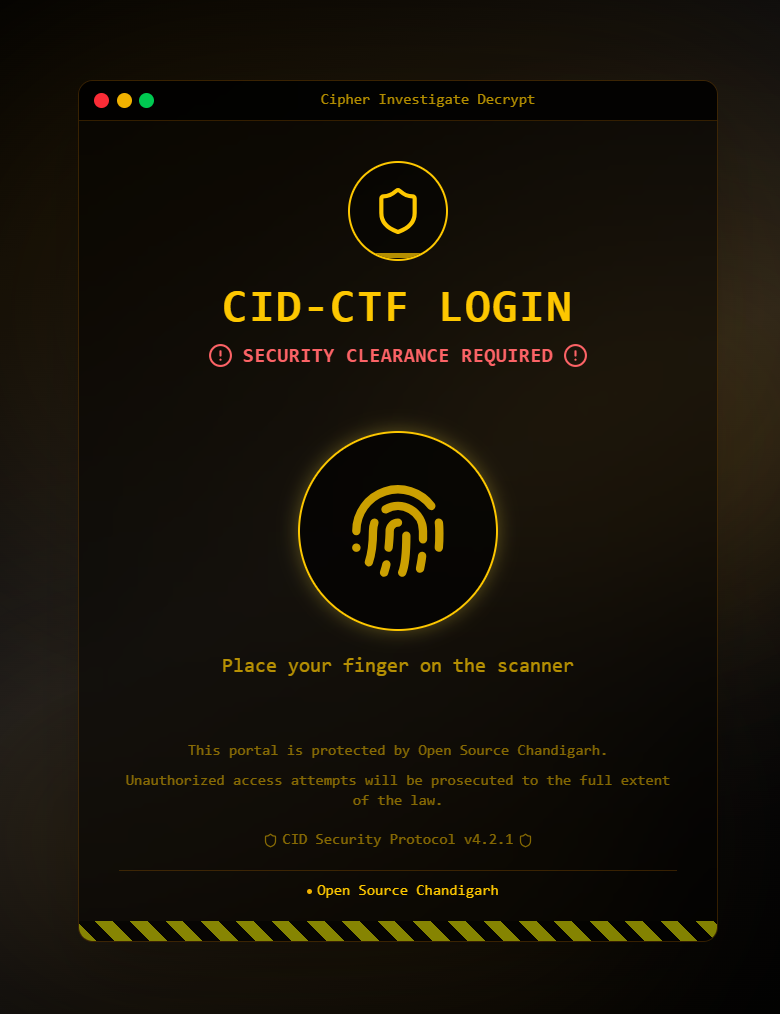 Cipher Investigate Decrypt
CID-CTF LOGIN
SECURITY CLEARANCE REQUIRED
Place your finger on the scanner
This portal is protected by Open Source Chandigarh.
Unauthorized access attempts will be prosecuted to the full extent
of the law.
CID Security Protocol v4.2.1
• Open Source Chandigarh